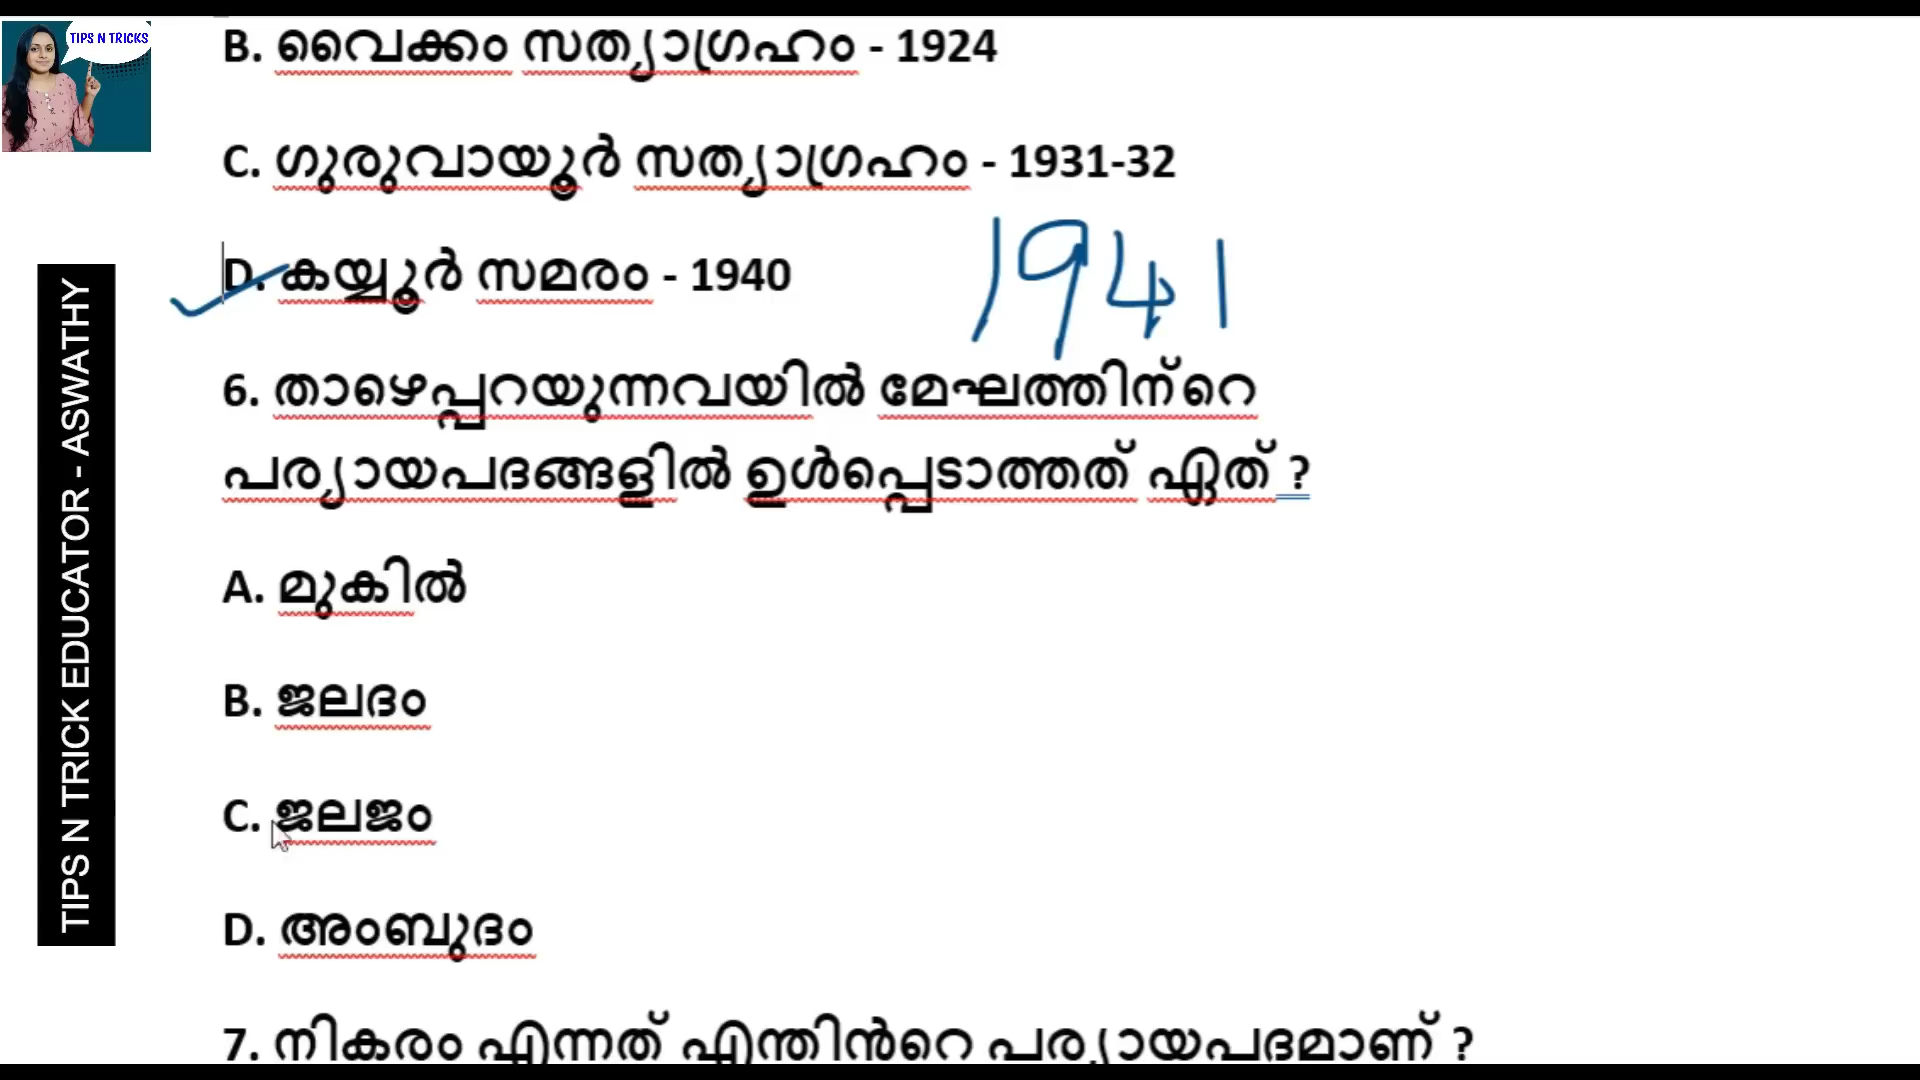 TIPS N TRICKS
B. വൈക്കം സത്യാഗ്രഹം - 1924
C. ഗുരുവായൂർ സത്യാഗ്രഹം - 1931-32
D. കയ്യൂർ സമരം - 1940
1941
6. താഴെപ്പറയുന്നവയിൽ മേഘത്തിന്റെ
പര്യായപദങ്ങളിൽ ഉൾപ്പെടാത്തത് ഏത് ?
A. മുകിൽ
B. ജലദം
C. ജലജം
D. അംബുദം
7. നികരം എന്നത് എന്തിൻറെ പര്യായപദമാണ് ?
TIPS N TRICK EDUCATOR - ASWATHY